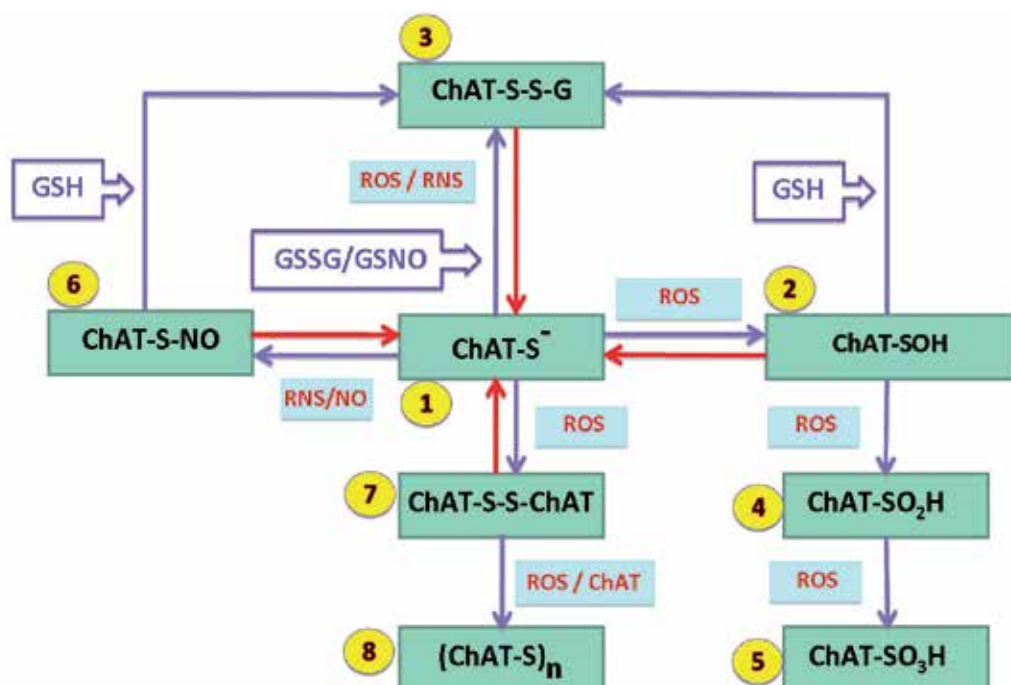 3
ChAT-S-S-G
GSH
ROS / RNS
GSH
GSSG/GSNO
6
ROS
2
ChAT-S-NO
ChAT-S⁻
ChAT-SOH
RNS/NO
1
ROS
ROS
7
ChAT-S-S-ChAT
4
ChAT-SO₂H
ROS / ChAT
ROS
8
(ChAT-S)ₙ
5
ChAT-SO₃H